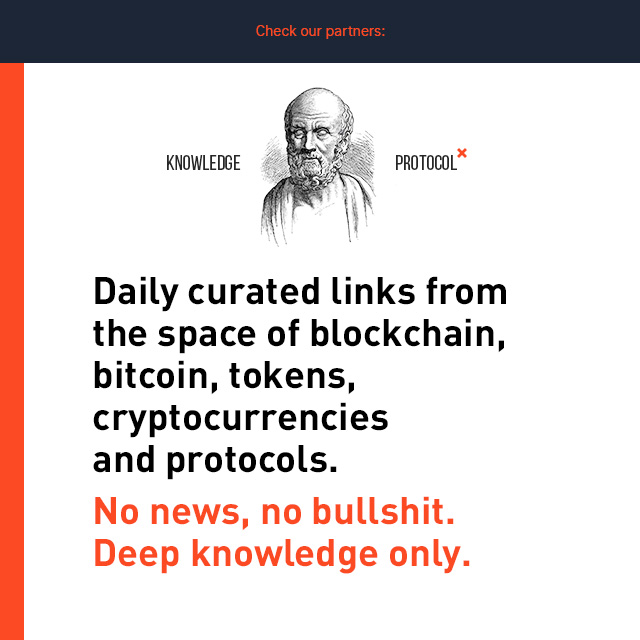 Check our partners:
KNOWLEDGE PROTOCOL×
Daily curated links from
the space of blockchain,
bitcoin, tokens,
cryptocurrencies
and protocols.
No news, no bullshit.
Deep knowledge only.